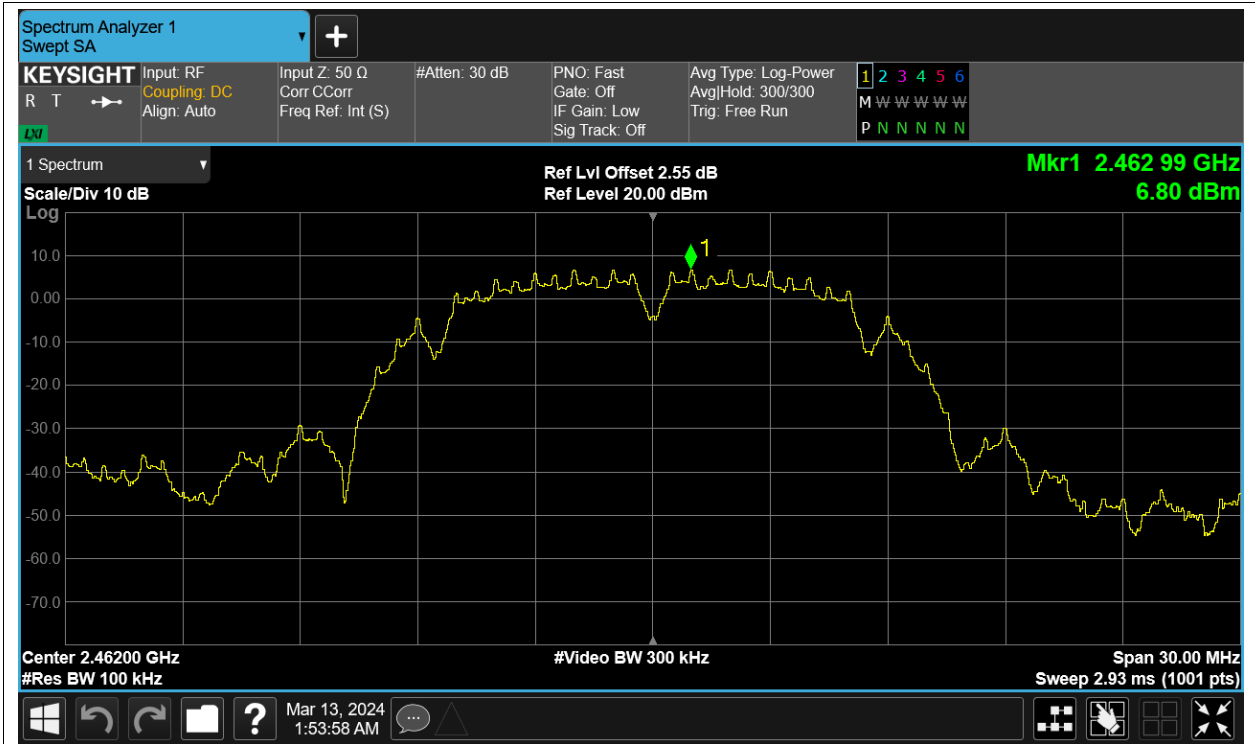 Spectrum Analyzer 1
Swept SA
KEYSIGHT
R T
LXI
Input: RF
Coupling: DC
Align: Auto
Input Z: 50 Ω
Corr CCorr
Freq Ref: Int (S)
#Atten: 30 dB
PNO: Fast
Gate: Off
IF Gain: Low
Sig Track: Off
Avg Type: Log-Power
Avg|Hold: 300/300
Trig: Free Run
1 2 3 4 5 6
M W W W W W
P N N N N N
1 Spectrum
Scale/Div 10 dB
Log
Ref Lvl Offset 2.55 dB
Ref Level 20.00 dBm
Mkr1 2.462 99 GHz
6.80 dBm
1
10.0
0.00
-10.0
-20.0
-30.0
-40.0
-50.0
-60.0
-70.0
Center 2.46200 GHz
#Res BW 100 kHz
#Video BW 300 kHz
Span 30.00 MHz
Sweep 2.93 ms (1001 pts)
?
Mar 13, 2024
1:53:58 AM